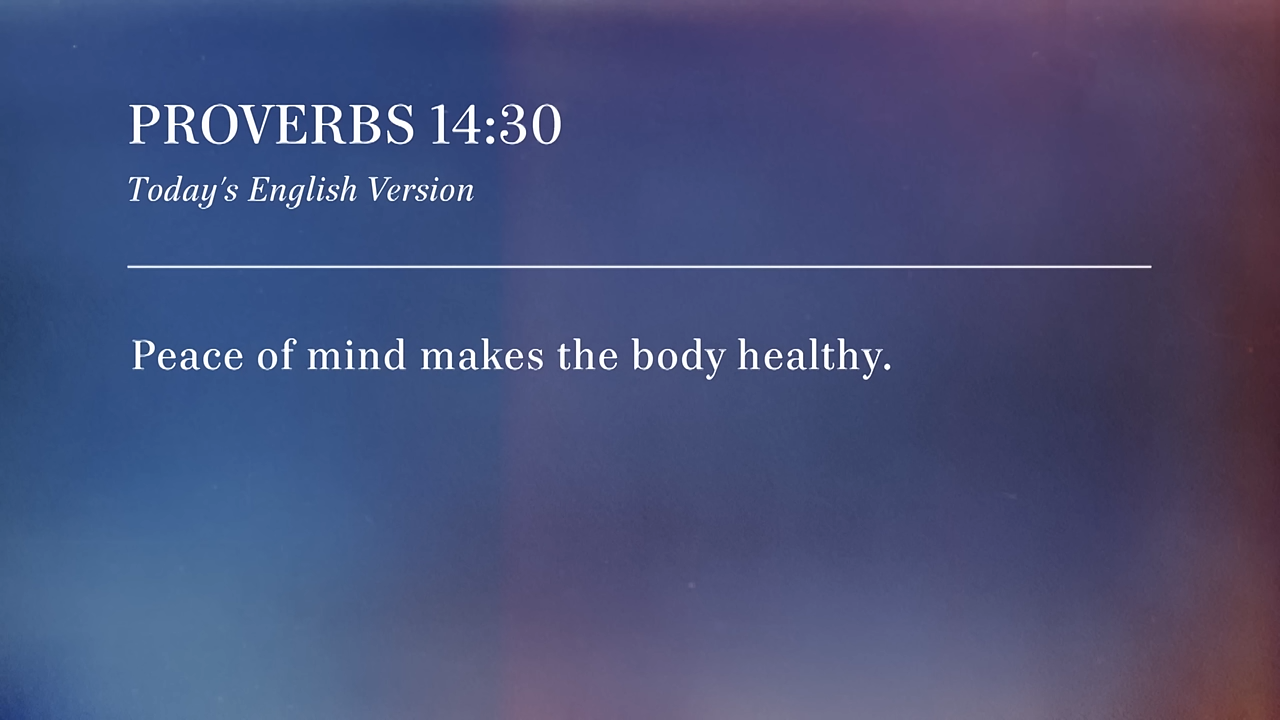 PROVERBS 14:30
Today's English Version
Peace of mind makes the body healthy.